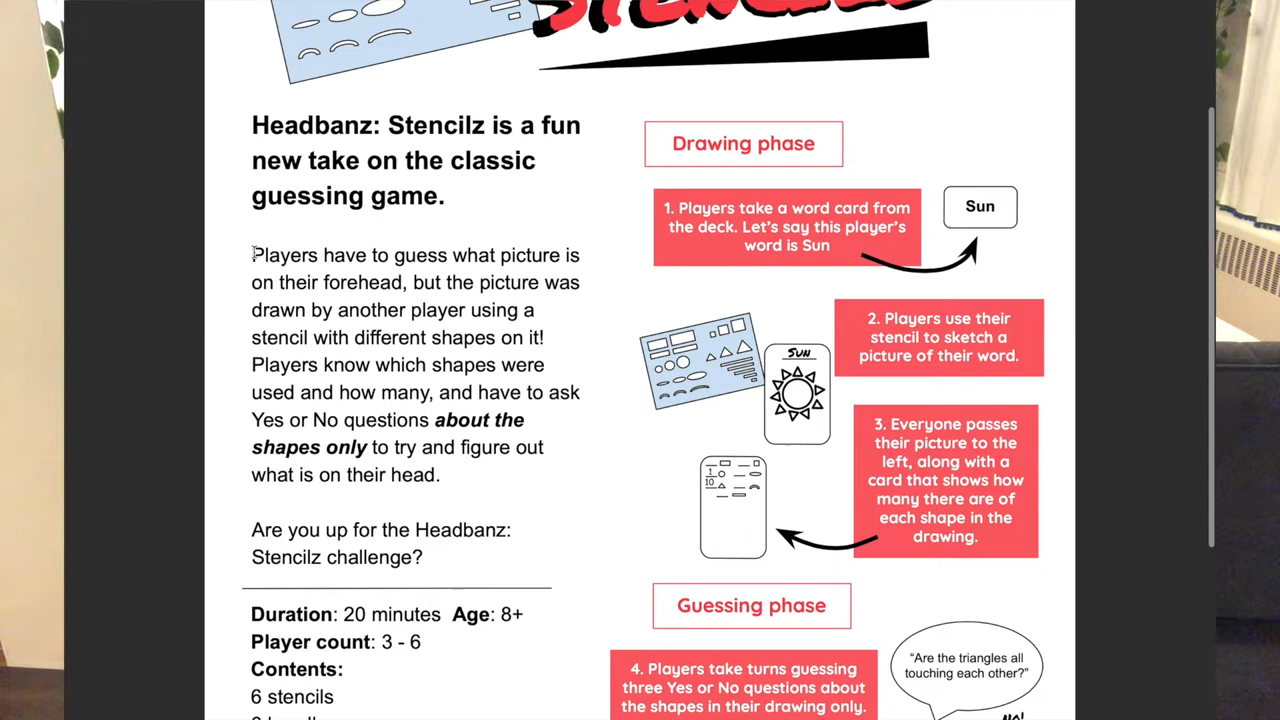 STENCILZ
Headbanz: Stencilz is a fun
new take on the classic
guessing game.
Players have to guess what picture is
on their forehead, but the picture was
drawn by another player using a
stencil with different shapes on it!
Players know which shapes were
used and how many, and have to ask
Yes or No questions about the
shapes only to try and figure out
what is on their head.
Are you up for the Headbanz:
Stencilz challenge?
Duration: 20 minutes Age: 8+
Player count: 3 - 6
Contents:
6 stencils
Drawing phase
1. Players take a word card from
the deck. Let's say this player's
word is Sun
Sun
2. Players use their
stencil to sketch a
picture of their word.
SUN
3. Everyone passes
their picture to the
left, along with a
card that shows how
many there are of
each shape in the
drawing.
1
10
Guessing phase
4. Players take turns guessing
three Yes or No questions about
the shapes in their drawing only.
"Are the triangles all
touching each other?"
NO!